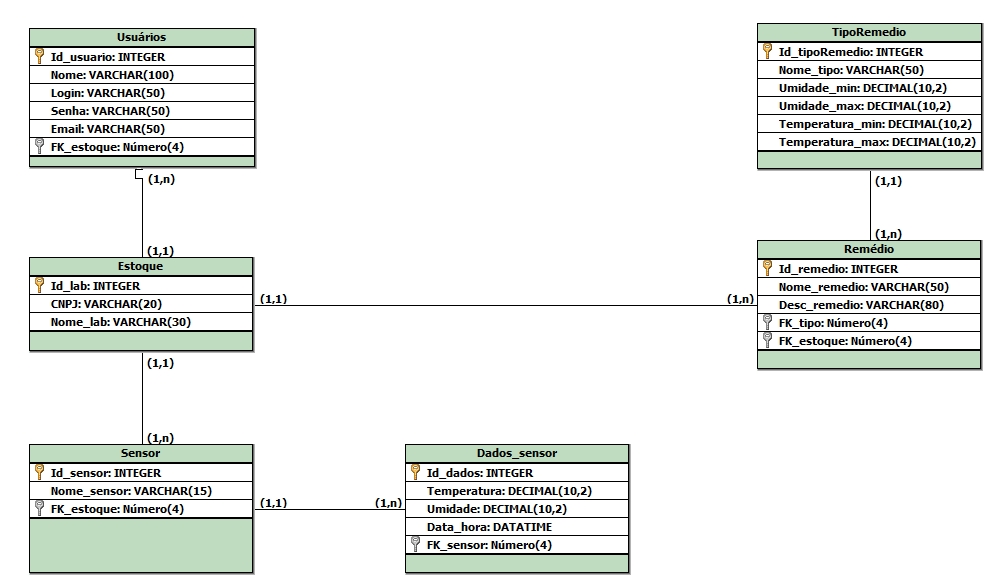 Usuários
Id_usuario: INTEGER
Nome: VARCHAR(100)
Login: VARCHAR(50)
Senha: VARCHAR(50)
Email: VARCHAR(50)
FK_estoque: Número(4)
(1,n)
(1,1)
TipoRemedio
Id_tipoRemedio: INTEGER
Nome_tipo: VARCHAR(50)
Umidade_min: DECIMAL(10,2)
Umidade_max: DECIMAL(10,2)
Temperatura_min: DECIMAL(10,2)
Temperatura_max: DECIMAL(10,2)
(1,1)
(1,n)
Estoque
Id_lab: INTEGER
CNPJ: VARCHAR(20)
Nome_lab: VARCHAR(30)
(1,1)
(1,n)
Remédio
Id_remedio: INTEGER
Nome_remedio: VARCHAR(50)
Desc_remedio: VARCHAR(80)
FK_tipo: Número(4)
FK_estoque: Número(4)
(1,1)
(1,n)
Sensor
Id_sensor: INTEGER
Nome_sensor: VARCHAR(15)
FK_estoque: Número(4)
(1,1)
(1,n)
Dados_sensor
Id_dados: INTEGER
Temperatura: DECIMAL(10,2)
Umidade: DECIMAL(10,2)
Data_hora: DATATIME
FK_sensor: Número(4)